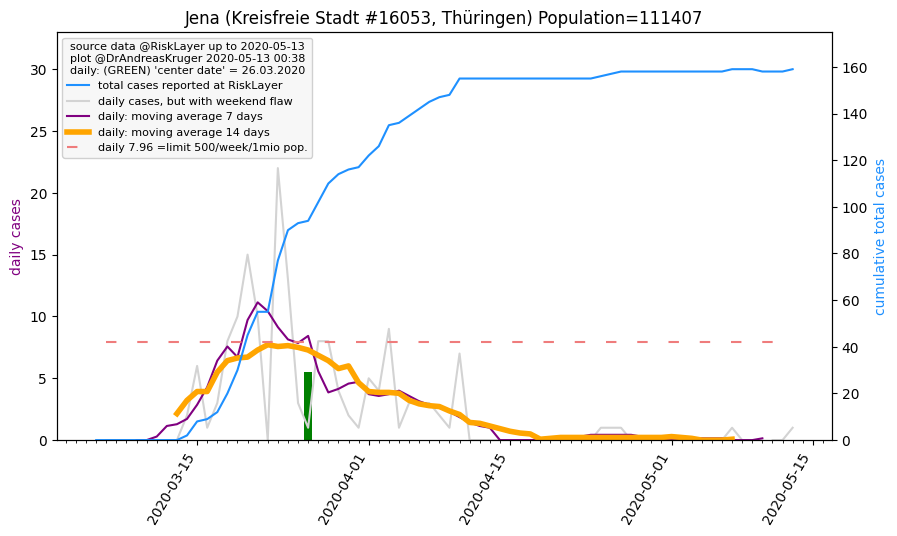 Jena (Kreisfreie Stadt #16053, Thüringen) Population=111407
source data @RiskLayer up to 2020-05-13
plot @DrAndreasKruger 2020-05-13 00:38
daily: (GREEN) 'center date' = 26.03.2020
total cases reported at RiskLayer
daily cases, but with weekend flaw
daily: moving average 7 days
daily: moving average 14 days
daily 7.96 =limit 500/week/1mio pop.
daily cases
30
25
20
15
10
5
0
cumulative total cases
160
140
120
100
80
60
40
20
0
2020-03-15
2020-04-01
2020-04-15
2020-05-01
2020-05-15